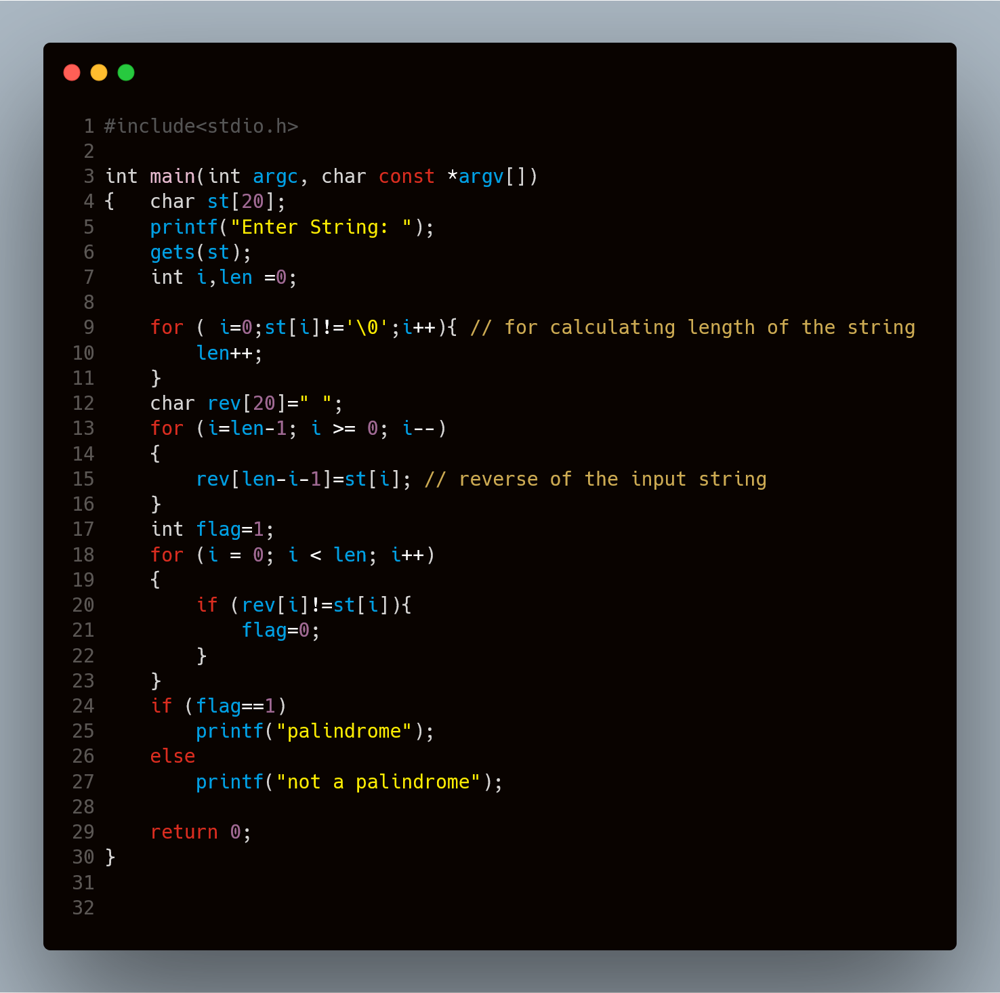 1 #include<stdio.h>
2
3 int main(int argc, char const *argv[])
4 {   char st[20];
5     printf("Enter String: ");
6     gets(st);
7     int i,len =0;
8
9     for ( i=0;st[i]!='\0';i++){ // for calculating length of the string
10         len++;
11     }
12     char rev[20]=" ";
13     for (i=len-1; i >= 0; i--)
14     {
15         rev[len-i-1]=st[i]; // reverse of the input string
16     }
17     int flag=1;
18     for (i = 0; i < len; i++)
19     {
20         if (rev[i]!=st[i]){
21             flag=0;
22         }
23     }
24     if (flag==1)
25         printf("palindrome");
26     else
27         printf("not a palindrome");
28
29     return 0;
30 }
31
32